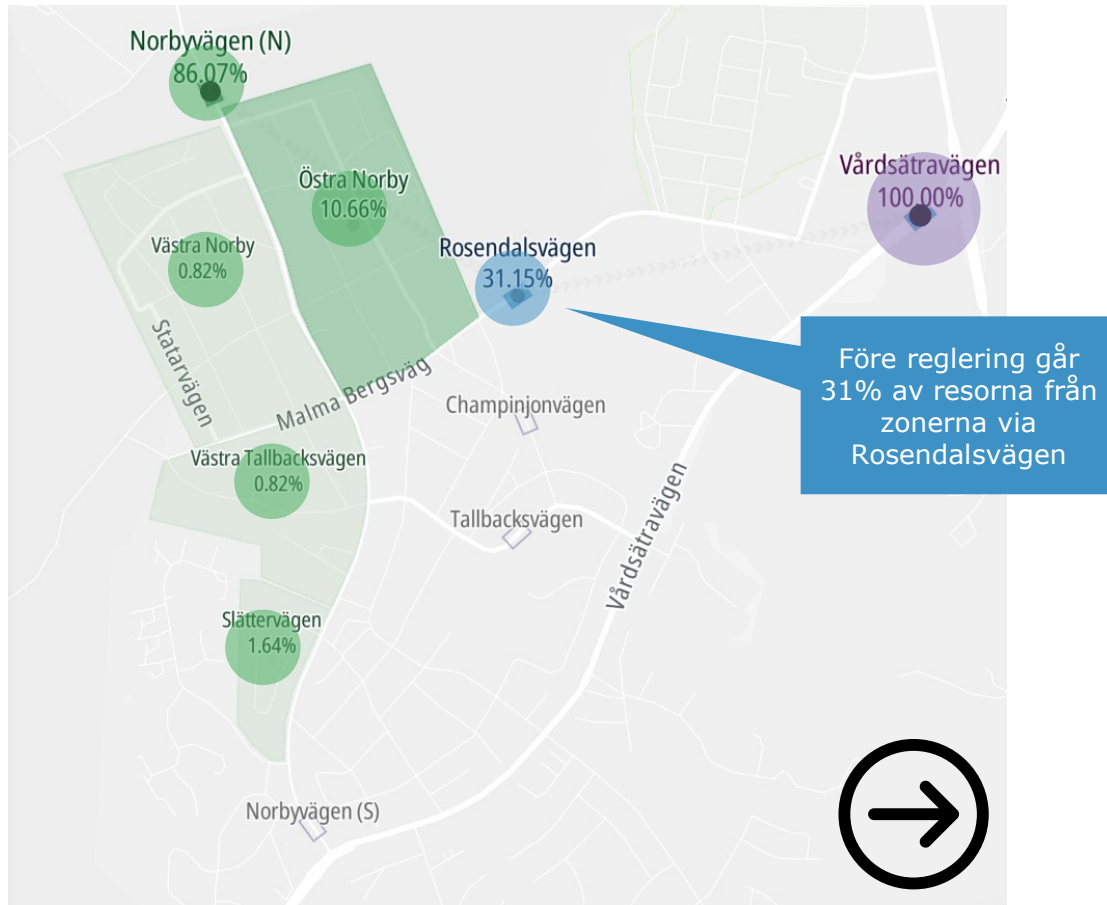 Norbyvägen (N)
86.07%
Östra Norby
10.66%
Vårdsätravägen
100.00%
Västra Norby
0.82%
Rosendalsvägen
31.15%
Statarvägen
Malma Bergsväg
Före reglering går
31% av resorna från
zonerna via
Rosendalsvägen
Champinjonvägen
Västra Tallbacksvägen
0.82%
Tallbacksvägen
Vårdsätravägen
Slåttervägen
1.64%
Norbyvägen (S)